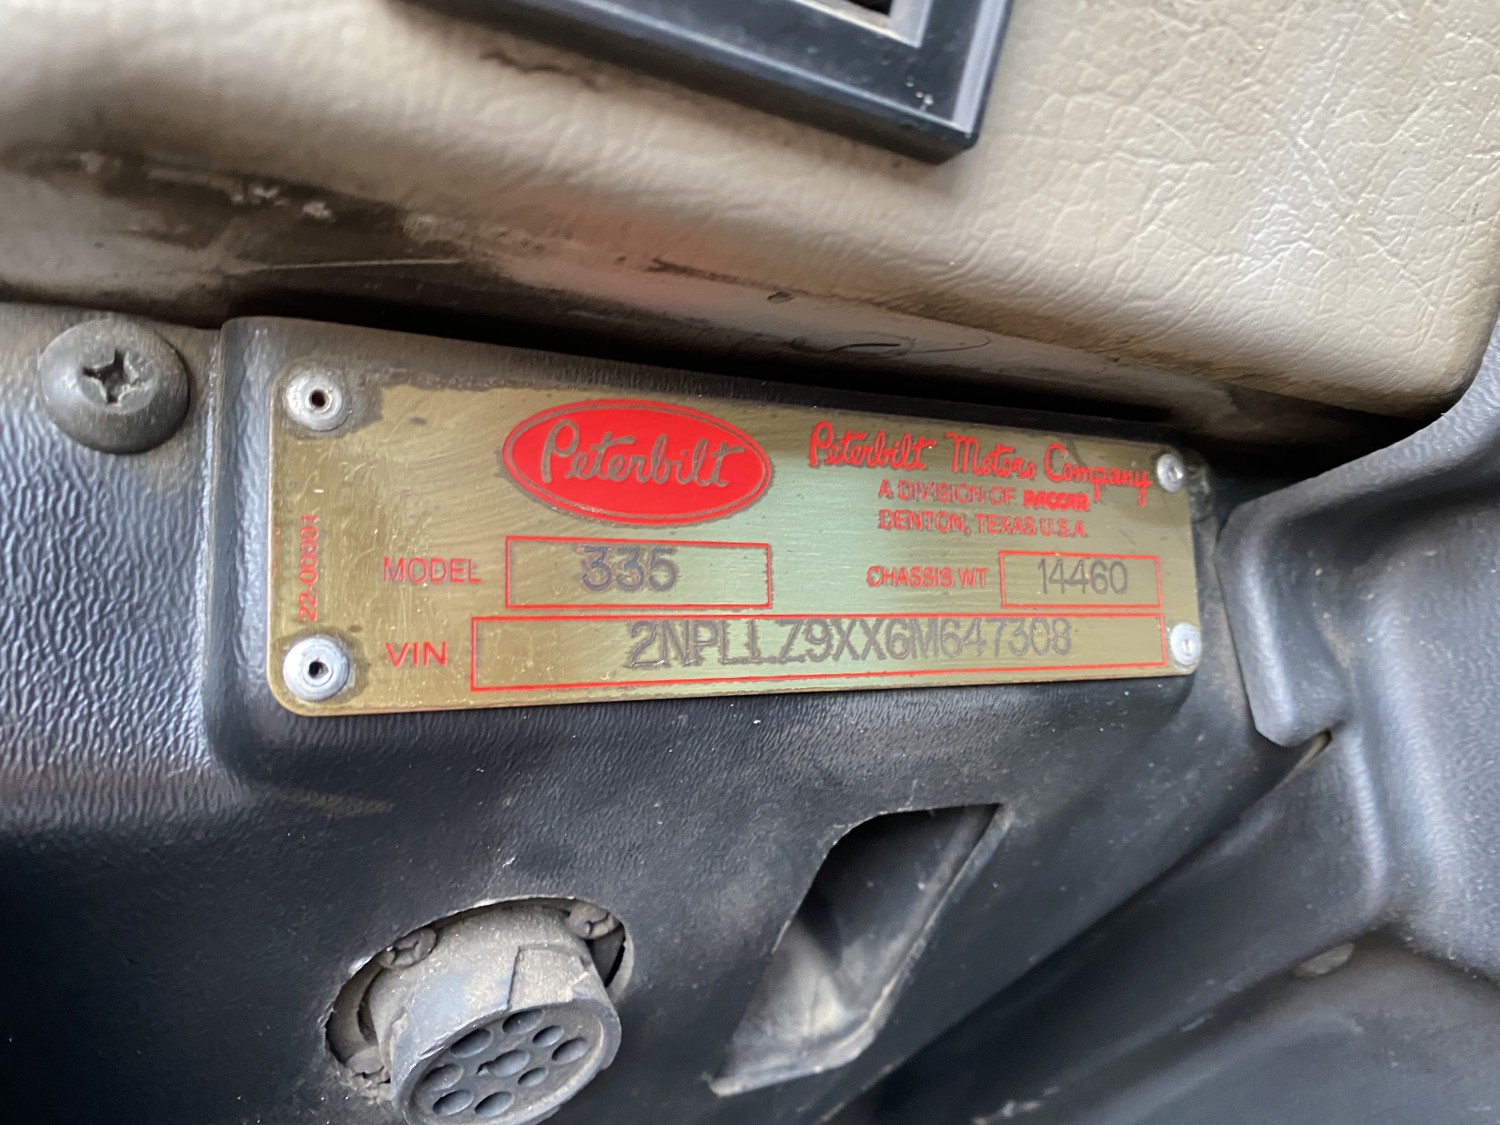 Peterbilt
Peterbilt Motors Company
A DIVISION OF PACCAR
DENTON, TEXAS U.S.A.
MODEL 335 CHASSIS WT 14460
VIN 2NPLLZ9XX6M647308
22-00001